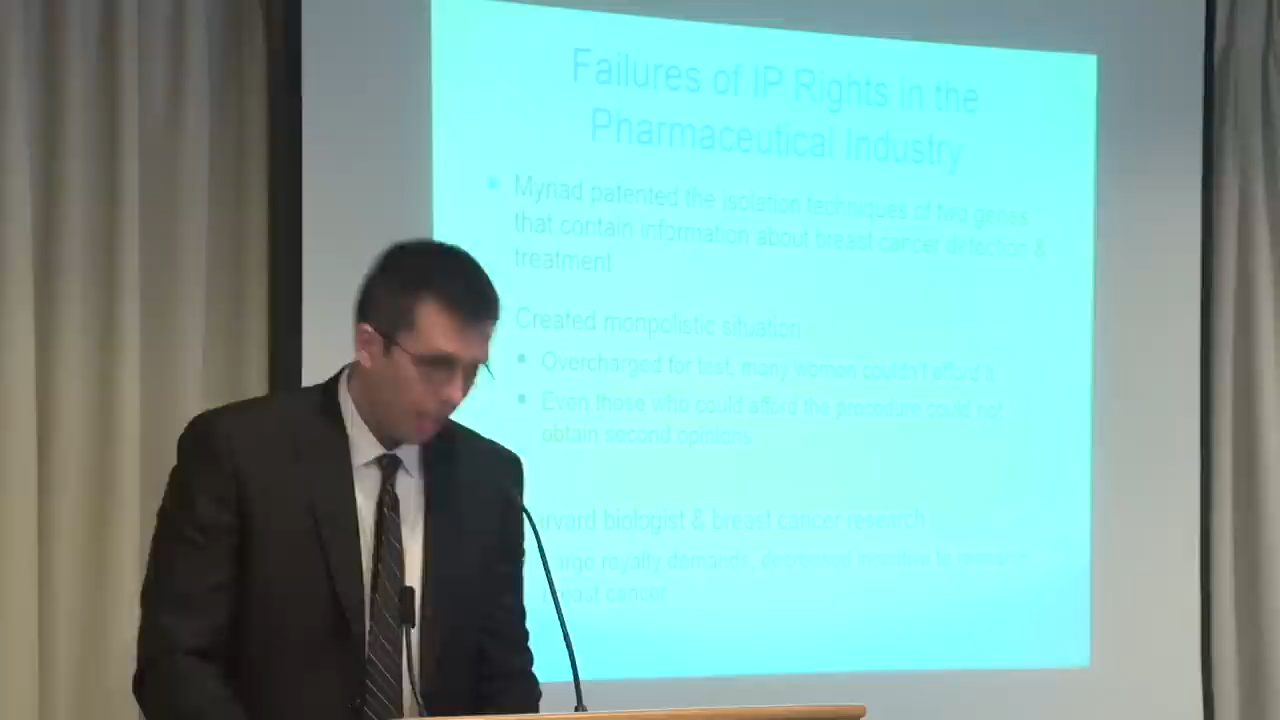 Failures of IP Rights in the
Pharmaceutical Industry
Myriad patented the isolation techniques of two genes
that contain information about breast cancer detection &
treatment
Created monpolistic situation
Overcharged for test, many women couldn't afford it
Even those who could afford the procedure could not
obtain second opinions
rvard biologist & breast cancer research
arge royalty demands, decreased incentive to research
breast cancer